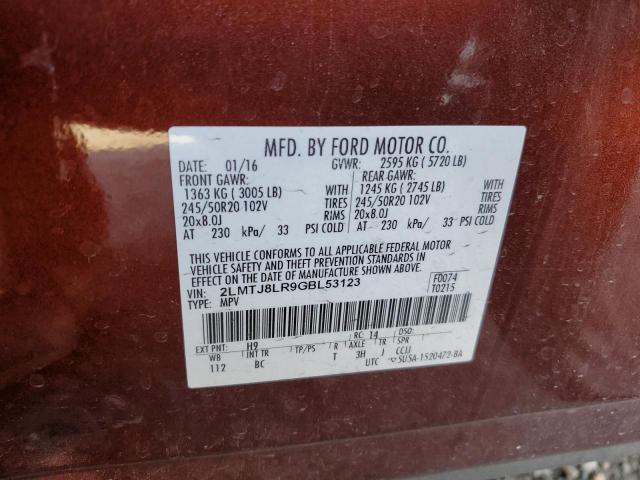 MFD. BY FORD MOTOR CO.
DATE: 01/16 GVWR: 2595 KG ( 5720 LB)
FRONT GAWR: REAR GAWR:
1363 KG ( 3005 LB) WITH 1245 KG ( 2745 LB) WITH
245/50R20 102V TIRES 245/50R20 102V TIRES
20x8.0J RIMS 20x8.0J RIMS
AT 230 kPa/ 33 PSI COLD AT 230 kPa/ 33 PSI COLD
THIS VEHICLE CONFORMS TO ALL APPLICABLE FEDERAL MOTOR
VEHICLE SAFETY AND THEFT PREVENTION STANDARDS IN
EFFECT ON THE DATE OF MANUFACTURE SHOWN ABOVE.
VIN: 2LMTJ8LR9GBL53123 F0074
TYPE: MPV T0215
EXT PNT: H9 RC: 14 DSO:
WB INT TR TP/PS R AXLE TR SPR
112 BC T 3H J CCJJ
UTC 5USA-1520472-BA